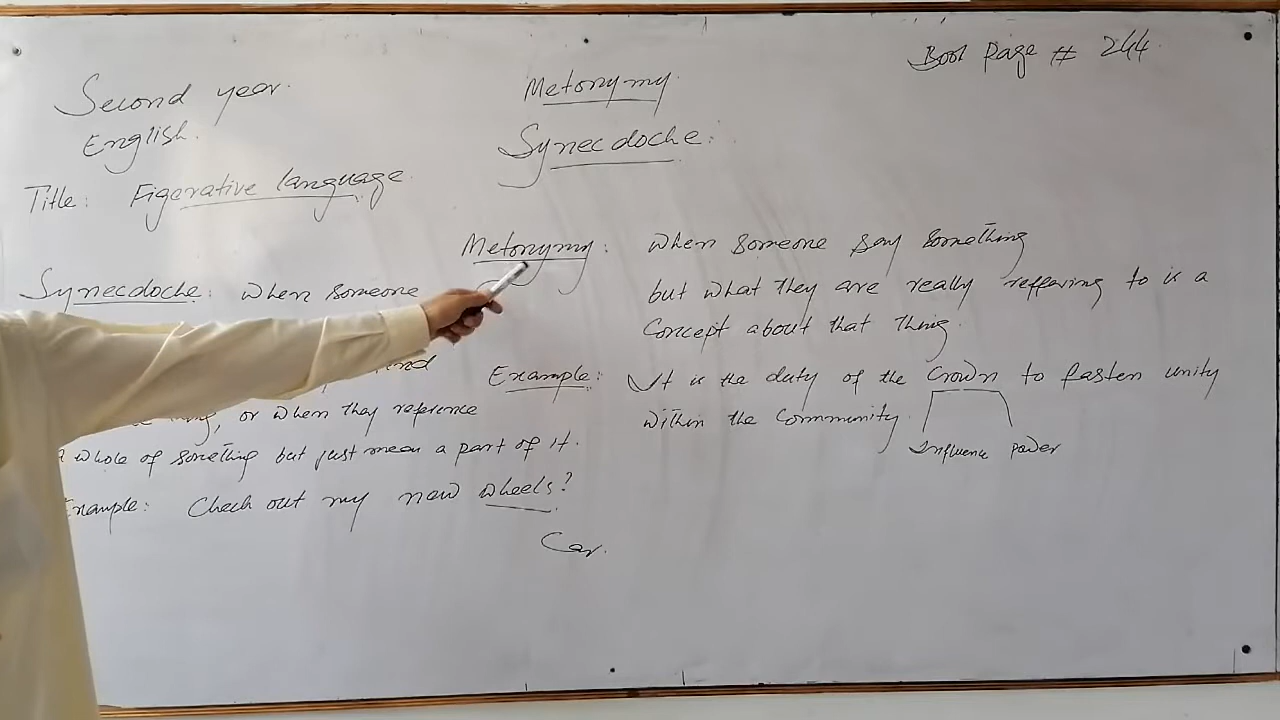 Book Page # 244
Second year.
English.
Metonymy.
Synecdoche:
Title: Figerative language.
Synecdoche: When someone
or when they reference
whole of something but just mean a part of it.
Example: Check out my new wheels?
Car.
Metonymy: When someone say something
but what they are really reffering to is a
Concept about that thing.
Example: It is the duty of the Crown to fasten unity
within the Commmunity.
Influence power